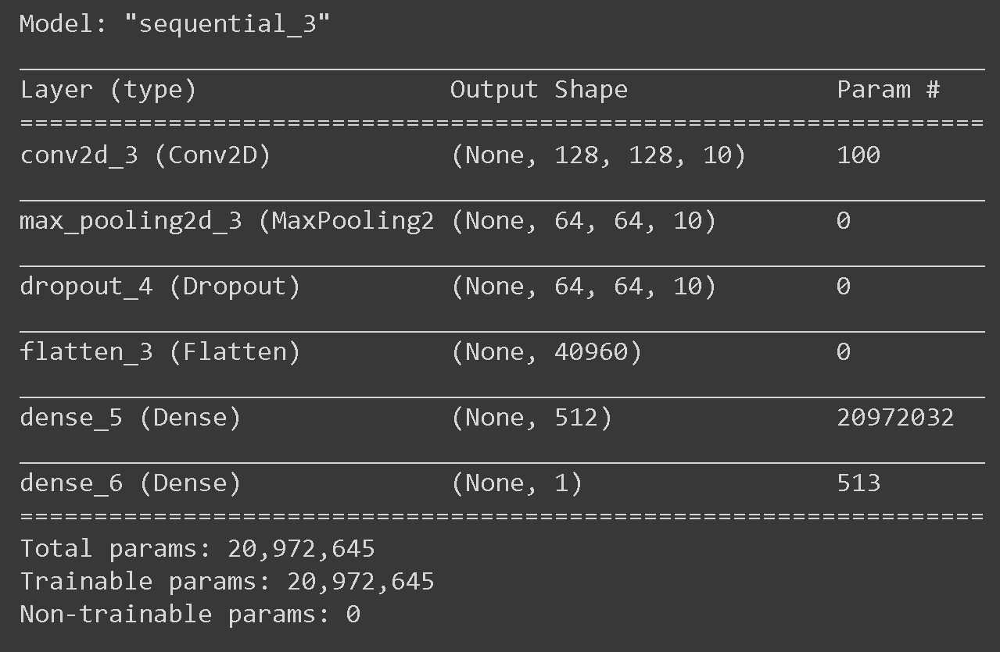 Model: "sequential_3"
_________________________________________________________________
Layer (type)                 Output Shape              Param #
=================================================================
conv2d_3 (Conv2D)            (None, 128, 128, 10)      100
_________________________________________________________________
max_pooling2d_3 (MaxPooling2 (None, 64, 64, 10)        0
_________________________________________________________________
dropout_4 (Dropout)          (None, 64, 64, 10)        0
_________________________________________________________________
flatten_3 (Flatten)          (None, 40960)             0
_________________________________________________________________
dense_5 (Dense)              (None, 512)               20972032
_________________________________________________________________
dense_6 (Dense)              (None, 1)                 513
=================================================================
Total params: 20,972,645
Trainable params: 20,972,645
Non-trainable params: 0